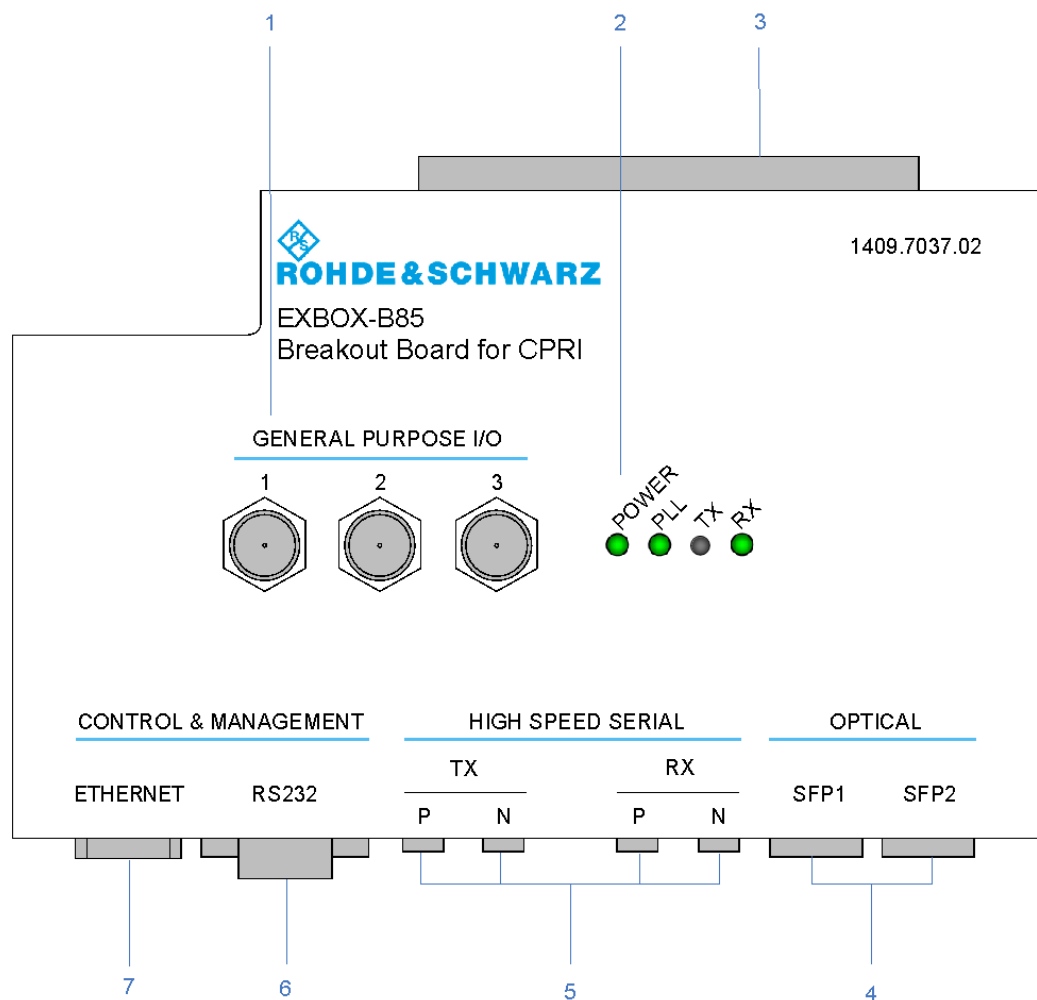 1
2
3
R S
ROHDE & SCHWARZ
1409.7037.02
EXBOX-B85
Breakout Board for CPRI
GENERAL PURPOSE I/O
1 2 3
POWER PLL TX RX
CONTROL & MANAGEMENT
HIGH SPEED SERIAL
OPTICAL
TX RX
ETHERNET RS232
SFP1 SFP2
P N P N
7 6 5 4